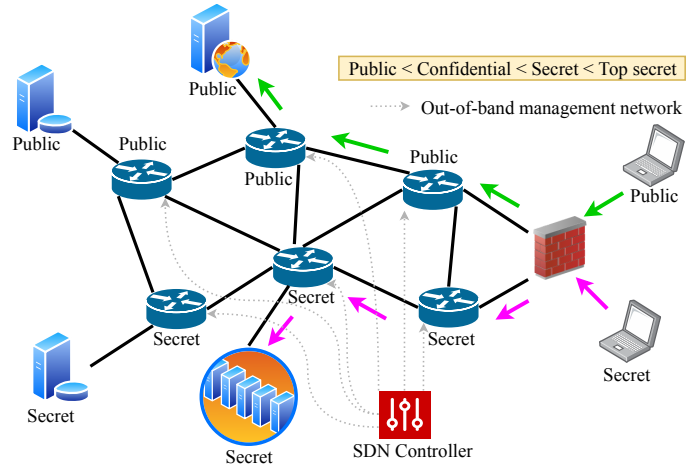 Public
Public < Confidential < Secret < Top secret
Out-of-band management network
Public
Public
Public
Public
Public
Secret
Secret
Secret
Secret
Secret
Secret
SDN Controller